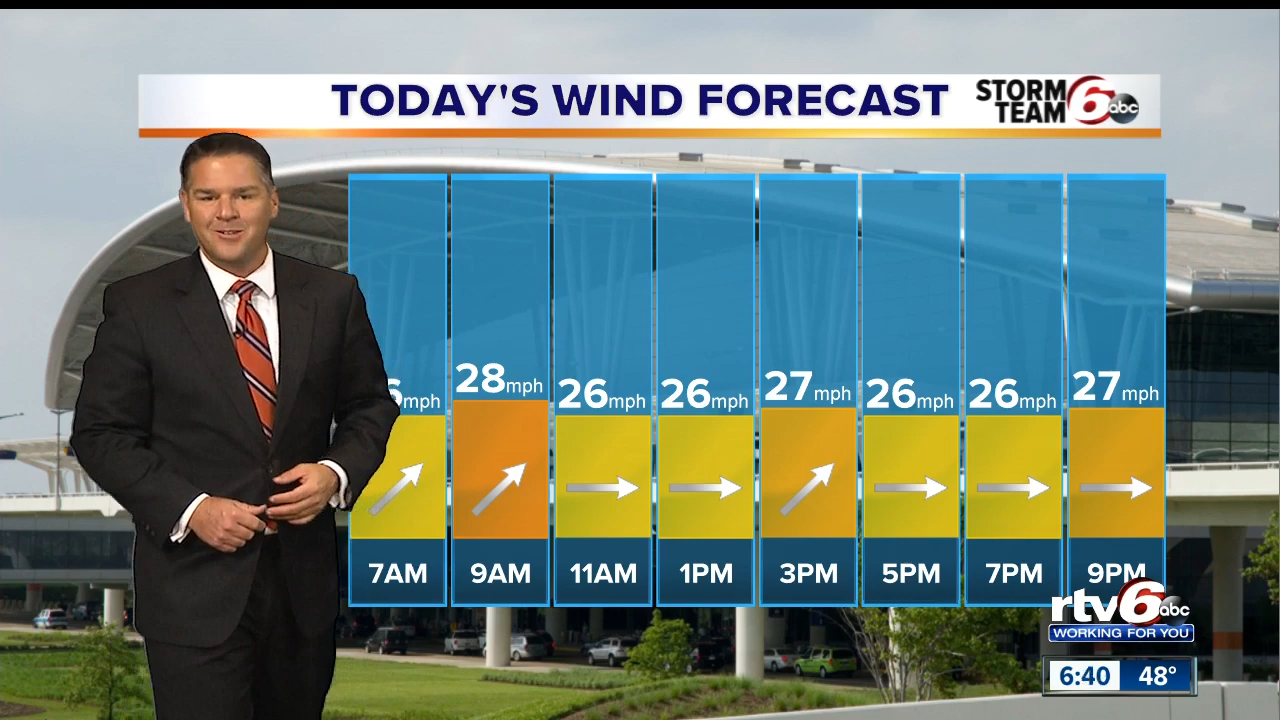 TODAY'S WIND FORECAST
STORM TEAM 6 abc
mph 28mph 26mph 26mph 27mph 26mph 26mph 27mph
7AM 9AM 11AM 1PM 3PM 5PM 7PM 9PM
rtv6 abc
WORKING FOR YOU
6:40 48°